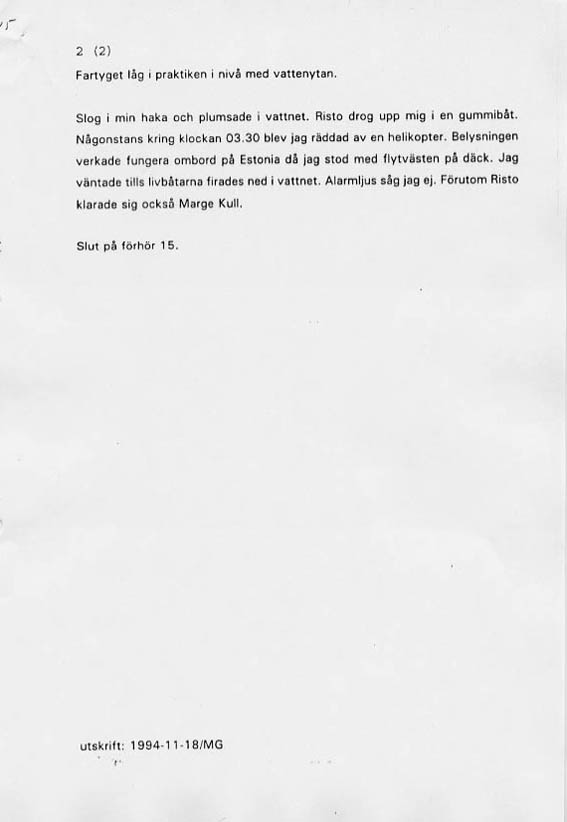 2 (2)
Fartyget låg i praktiken i nivå med vattenytan.
Slog i min haka och plumsade i vattnet. Risto drog upp mig i en gummibåt.
Någonstans kring klockan 03.30 blev jag räddad av en helikopter. Belysningen
verkade fungera ombord på Estonia då jag stod med flytvästen på däck. Jag
väntade tills livbåtarna firades ned i vattnet. Alarmljus såg jag ej. Förutom Risto
klarade sig också Marge Kull.
Slut på förhör 15.
utskrift: 1994-11-18/MG